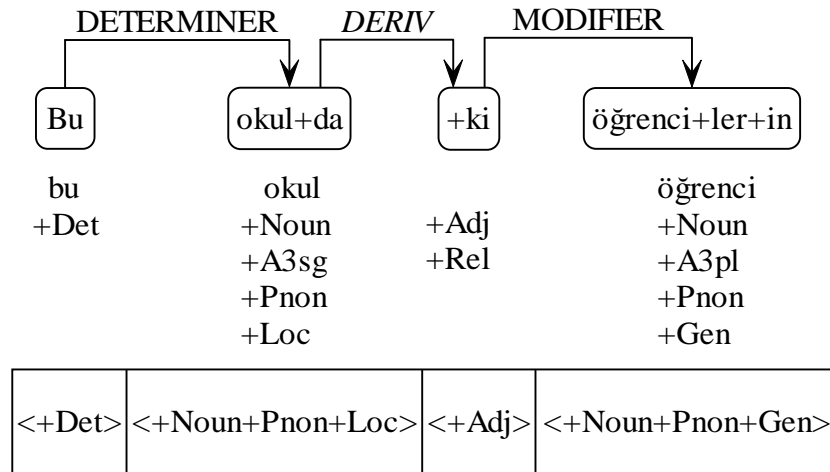 DETERMINER DERIV MODIFIER
Bu okul+da +ki öğrenci+ler+in
bu okul öğrenci
+Det +Noun +Adj +Noun
+A3sg +Rel +A3pl
+Pnon +Pnon
+Loc +Gen
<+Det> <+Noun+Pnon+Loc> <+Adj> <+Noun+Pnon+Gen>